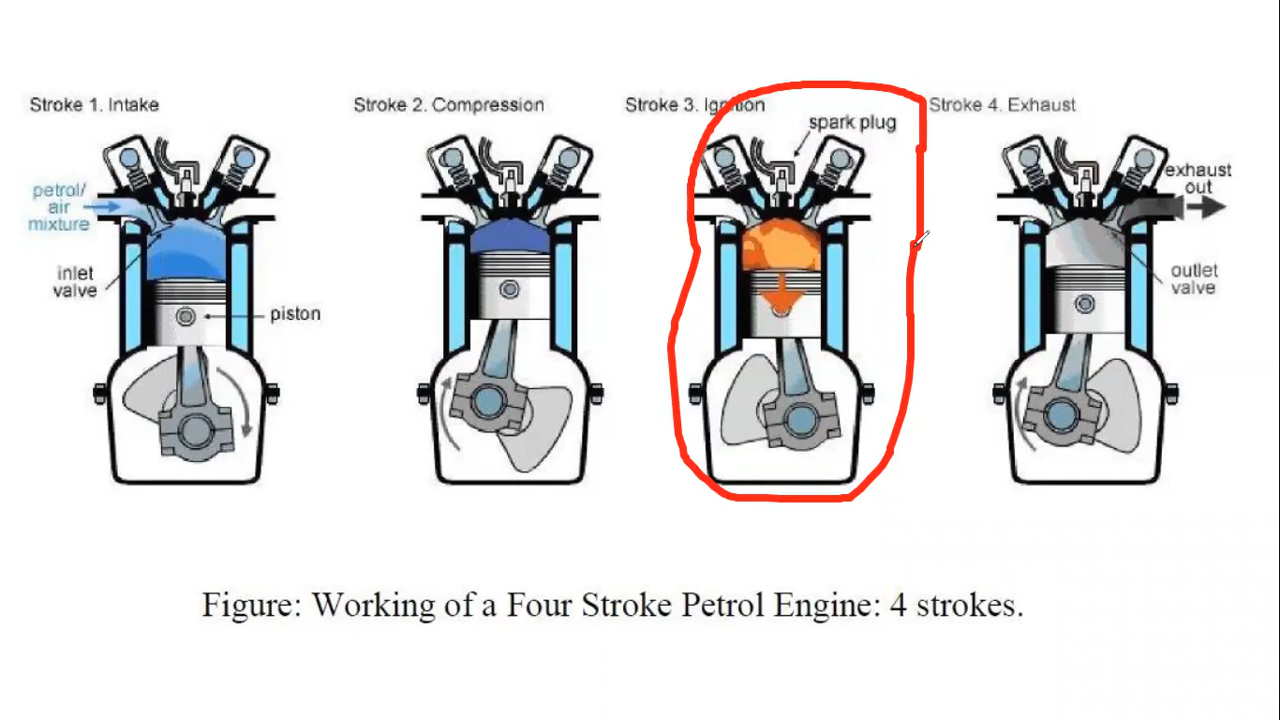 Stroke 1. Intake
Stroke 2. Compression
Stroke 3. Ignition
Stroke 4. Exhaust
spark plug
petrol/
air
mixture
exhaust
out
inlet
valve
outlet
valve
piston
Figure: Working of a Four Stroke Petrol Engine: 4 strokes.